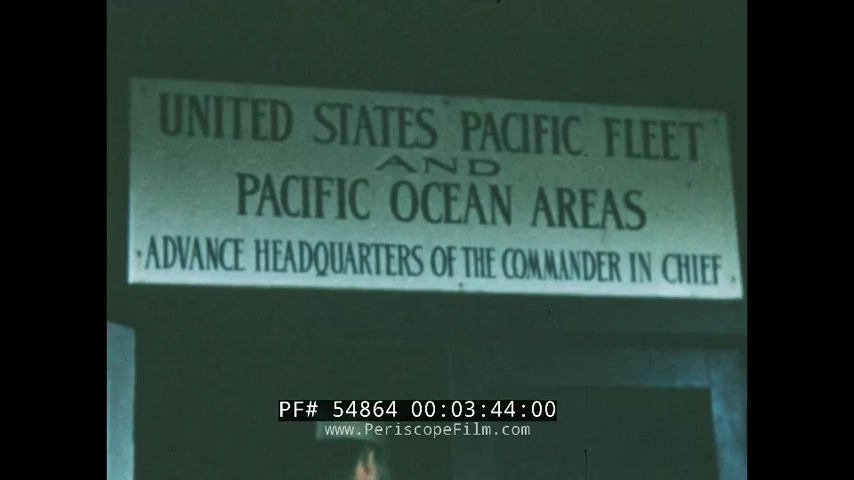 UNITED STATES PACIFIC FLEET
AND
PACIFIC OCEAN AREAS
ADVANCE HEADQUARTERS OF THE COMMANDER IN CHIEF
PF# 54864 00:03:44:00
www.PeriscopeFilm.com